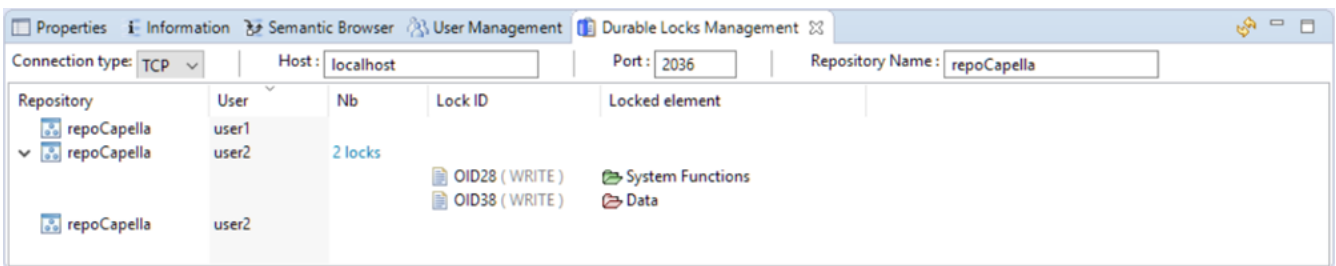 Properties Information Semantic Browser User Management Durable Locks Management
Connection type: TCP Host : localhost Port : 2036 Repository Name : repoCapella
Repository User Nb Lock ID Locked element
repoCapella user1
repoCapella user2 2 locks
OID28 ( WRITE ) System Functions
OID38 ( WRITE ) Data
repoCapella user2